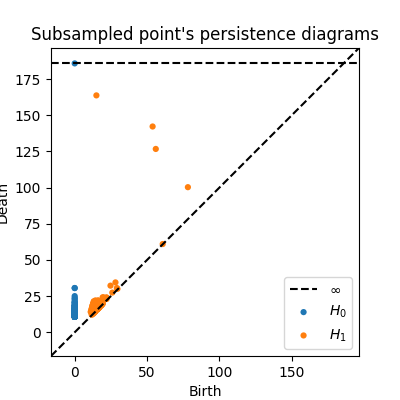 Subsampled point's persistence diagrams
175
150
125
100
75
50
25
0
Death
0 50 100 150
Birth
∞
H₀
H₁